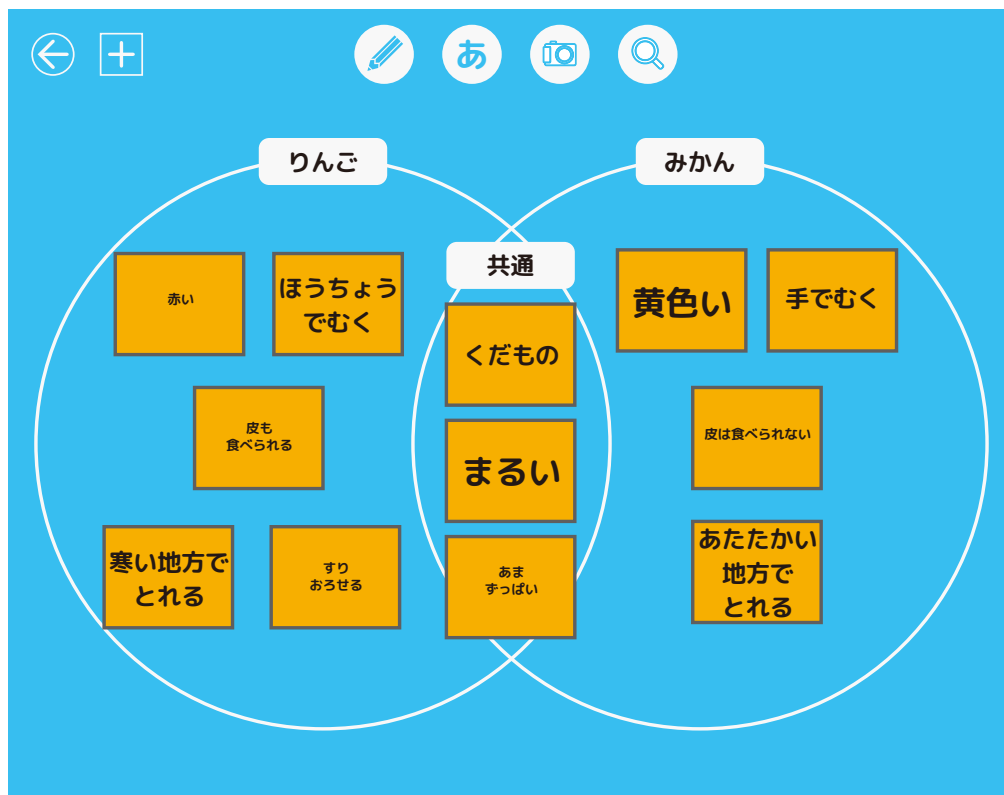 あ
りんご
みかん
共通
赤い
ほうちょう
でむく
皮も
食べられる
寒い地方で
とれる
すり
おろせる
くだもの
まるい
あま
ずっぱい
黄色い
手でむく
皮は食べられない
あたたかい
地方で
とれる